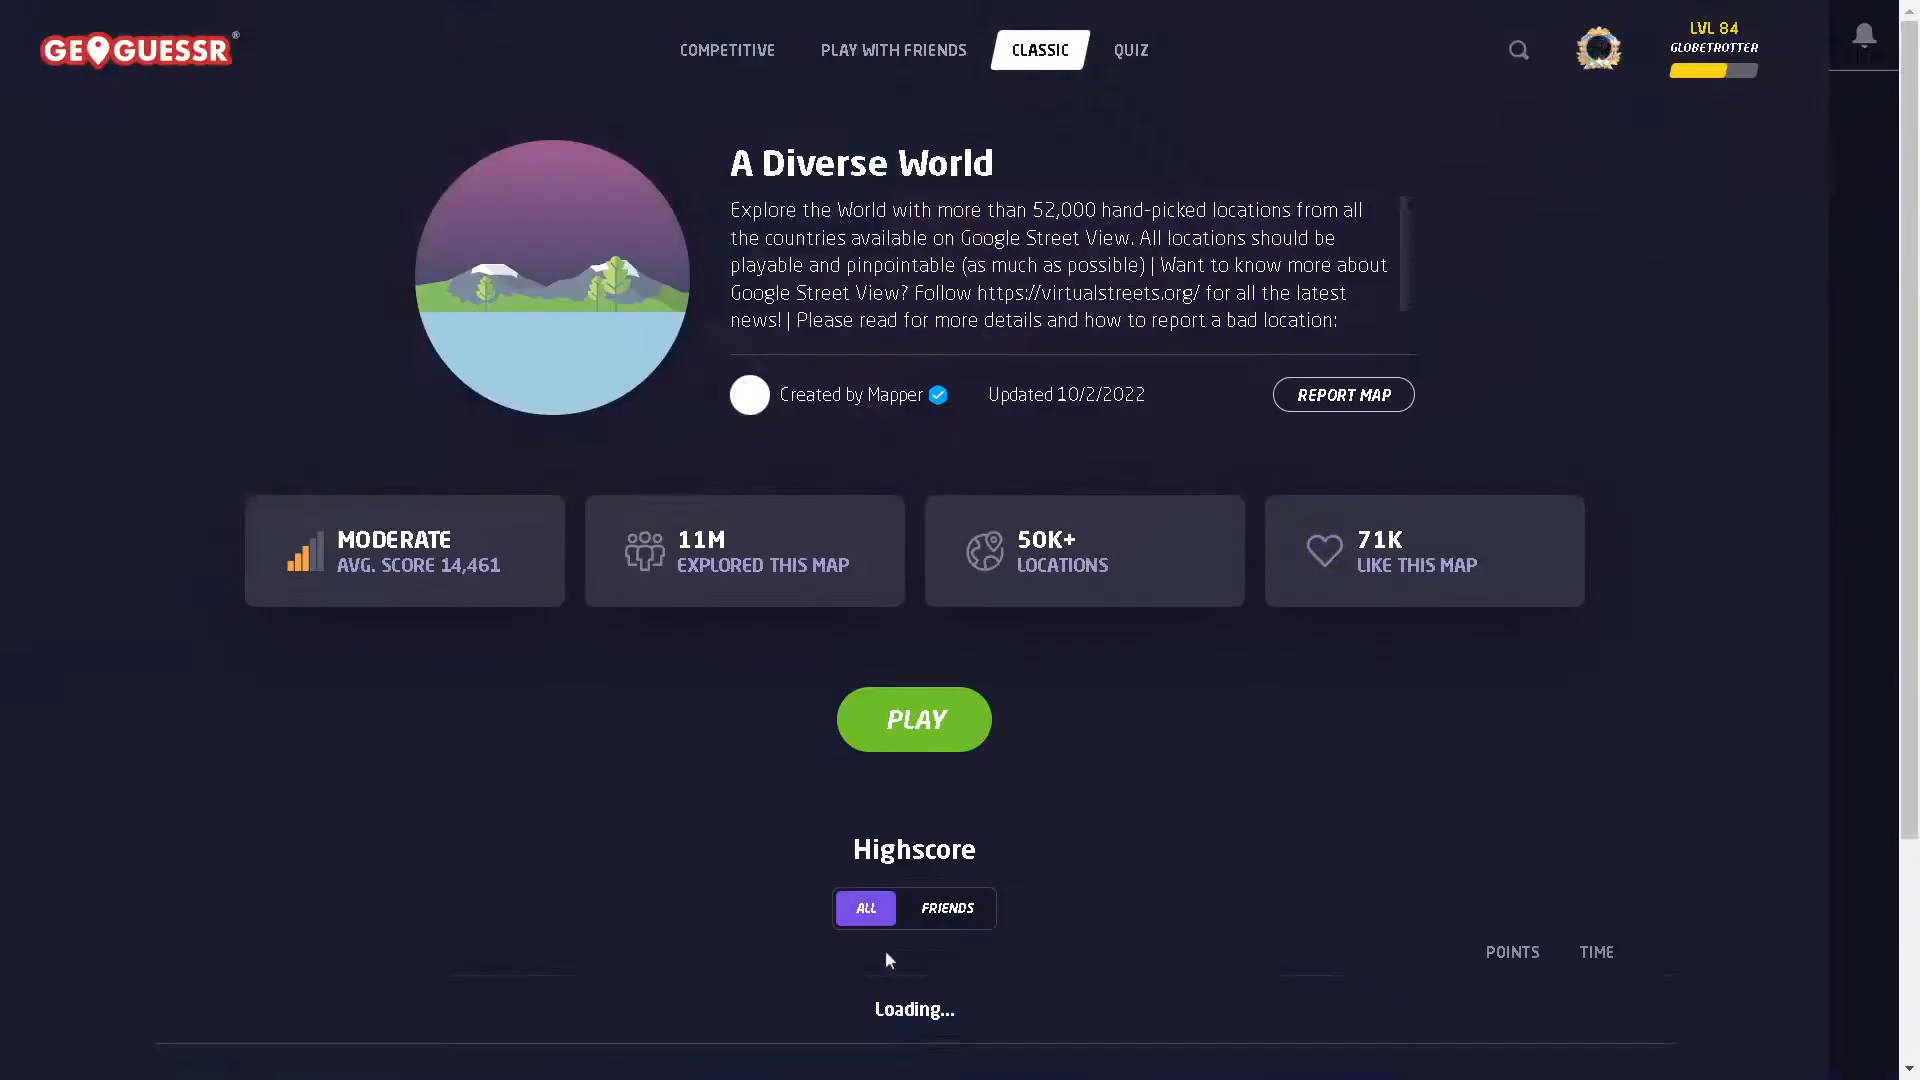 GEOGUESSR®
COMPETITIVE
PLAY WITH FRIENDS
CLASSIC
QUIZ
LVL 84
GLOBETROTTER
A Diverse World
Explore the World with more than 52,000 hand-picked locations from all
the countries available on Google Street View. All locations should be
playable and pinpointable (as much as possible) | Want to know more about
Google Street View? Follow https://virtualstreets.org/ for all the latest
news! | Please read for more details and how to report a bad location:
Created by Mapper
Updated 10/2/2022
REPORT MAP
MODERATE
AVG. SCORE 14,461
11M
EXPLORED THIS MAP
50K+
LOCATIONS
71K
LIKE THIS MAP
PLAY
Highscore
ALL
FRIENDS
POINTS
TIME
Loading...